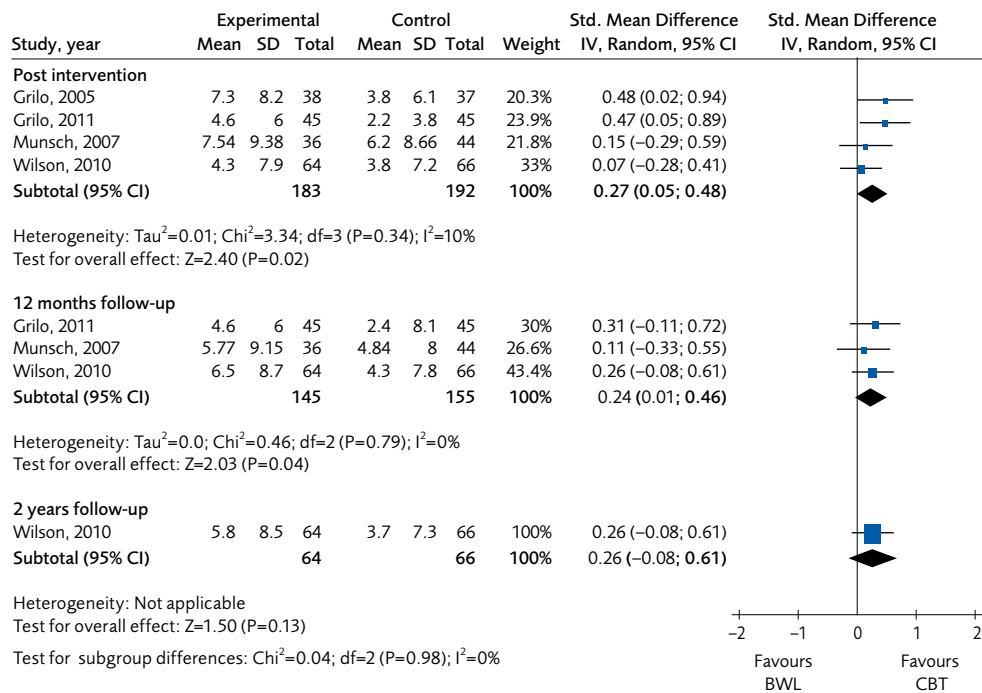 Experimental Control Std. Mean Difference Std. Mean Difference
Study, year Mean SD Total Mean SD Total Weight IV, Random, 95% CI IV, Random, 95% CI
Post intervention
Grilo, 2005 7.3 8.2 38 3.8 6.1 37 20.3% 0.48 (0.02; 0.94)
Grilo, 2011 4.6 6 45 2.2 3.8 45 23.9% 0.47 (0.05; 0.89)
Munsch, 2007 7.54 9.38 36 6.2 8.66 44 21.8% 0.15 (−0.29; 0.59)
Wilson, 2010 4.3 7.9 64 3.8 7.2 66 33% 0.07 (−0.28; 0.41)
Subtotal (95% CI) 183 192 100% 0.27 (0.05; 0.48)
Heterogeneity: Tau²=0.01; Chi²=3.34; df=3 (P=0.34); I²=10%
Test for overall effect: Z=2.40 (P=0.02)
12 months follow-up
Grilo, 2011 4.6 6 45 2.4 8.1 45 30% 0.31 (−0.11; 0.72)
Munsch, 2007 5.77 9.15 36 4.84 8 44 26.6% 0.11 (−0.33; 0.55)
Wilson, 2010 6.5 8.7 64 4.3 7.8 66 43.4% 0.26 (−0.08; 0.61)
Subtotal (95% CI) 145 155 100% 0.24 (0.01; 0.46)
Heterogeneity: Tau²=0.0; Chi²=0.46; df=2 (P=0.79); I²=0%
Test for overall effect: Z=2.03 (P=0.04)
2 years follow-up
Wilson, 2010 5.8 8.5 64 3.7 7.3 66 100% 0.26 (−0.08; 0.61)
Subtotal (95% CI) 64 66 100% 0.26 (−0.08; 0.61)
Heterogeneity: Not applicable
Test for overall effect: Z=1.50 (P=0.13)
Test for subgroup differences: Chi²=0.04; df=2 (P=0.98); I²=0%
−2 −1 0 1 2
Favours Favours
BWL CBT